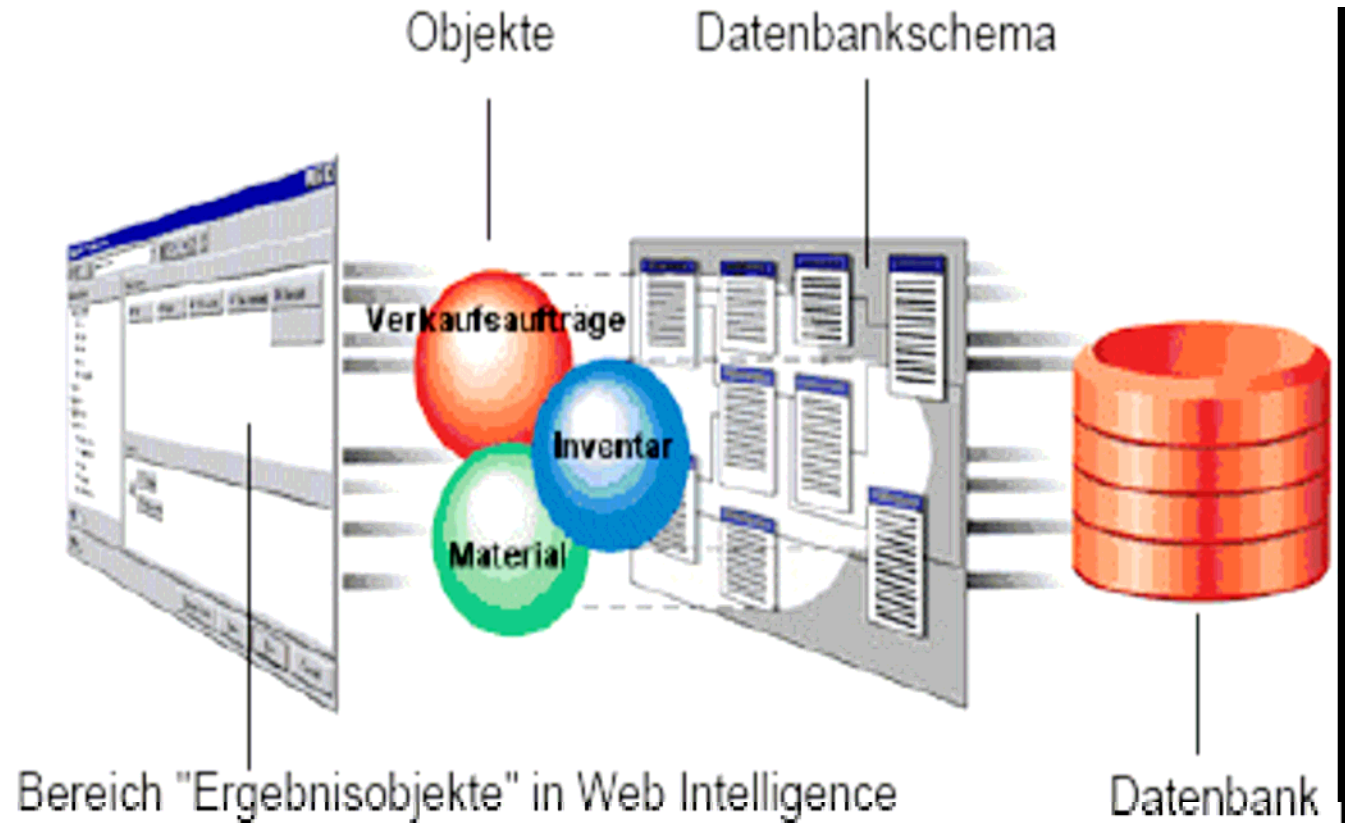 Objekte
Datenbankschema
Verkaufsaufträge
Inventar
Material
Bereich "Ergebnisobjekte" in Web Intelligence
Datenbank